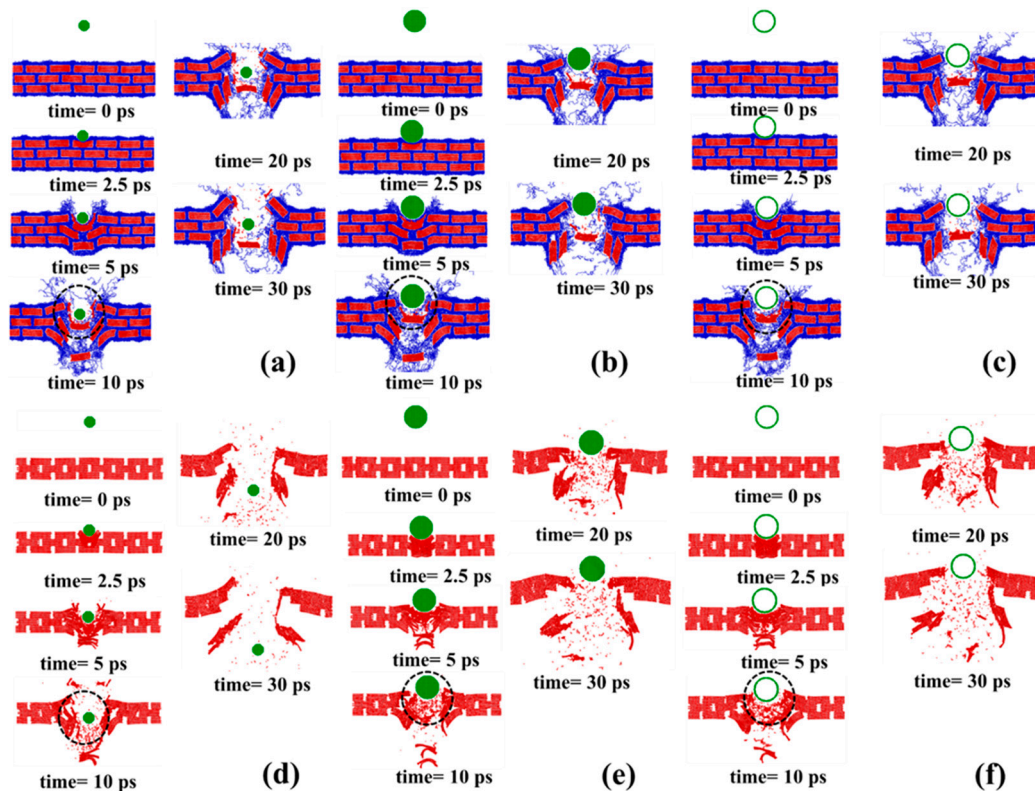 time= 0 ps
time= 2.5 ps
time= 5 ps
time= 10 ps
time= 20 ps
time= 30 ps
(a)
time= 0 ps
time= 2.5 ps
time= 5 ps
time= 10 ps
time= 20 ps
time= 30 ps
(b)
time= 0 ps
time= 2.5 ps
time= 5 ps
time= 10 ps
time= 20 ps
time= 30 ps
(c)
time= 0 ps
time= 2.5 ps
time= 5 ps
time= 10 ps
time= 20 ps
time= 30 ps
(d)
time= 0 ps
time= 2.5 ps
time= 5 ps
time= 10 ps
time= 20 ps
time= 30 ps
(e)
time= 0 ps
time= 2.5 ps
time= 5 ps
time= 10 ps
time= 20 ps
time= 30 ps
(f)